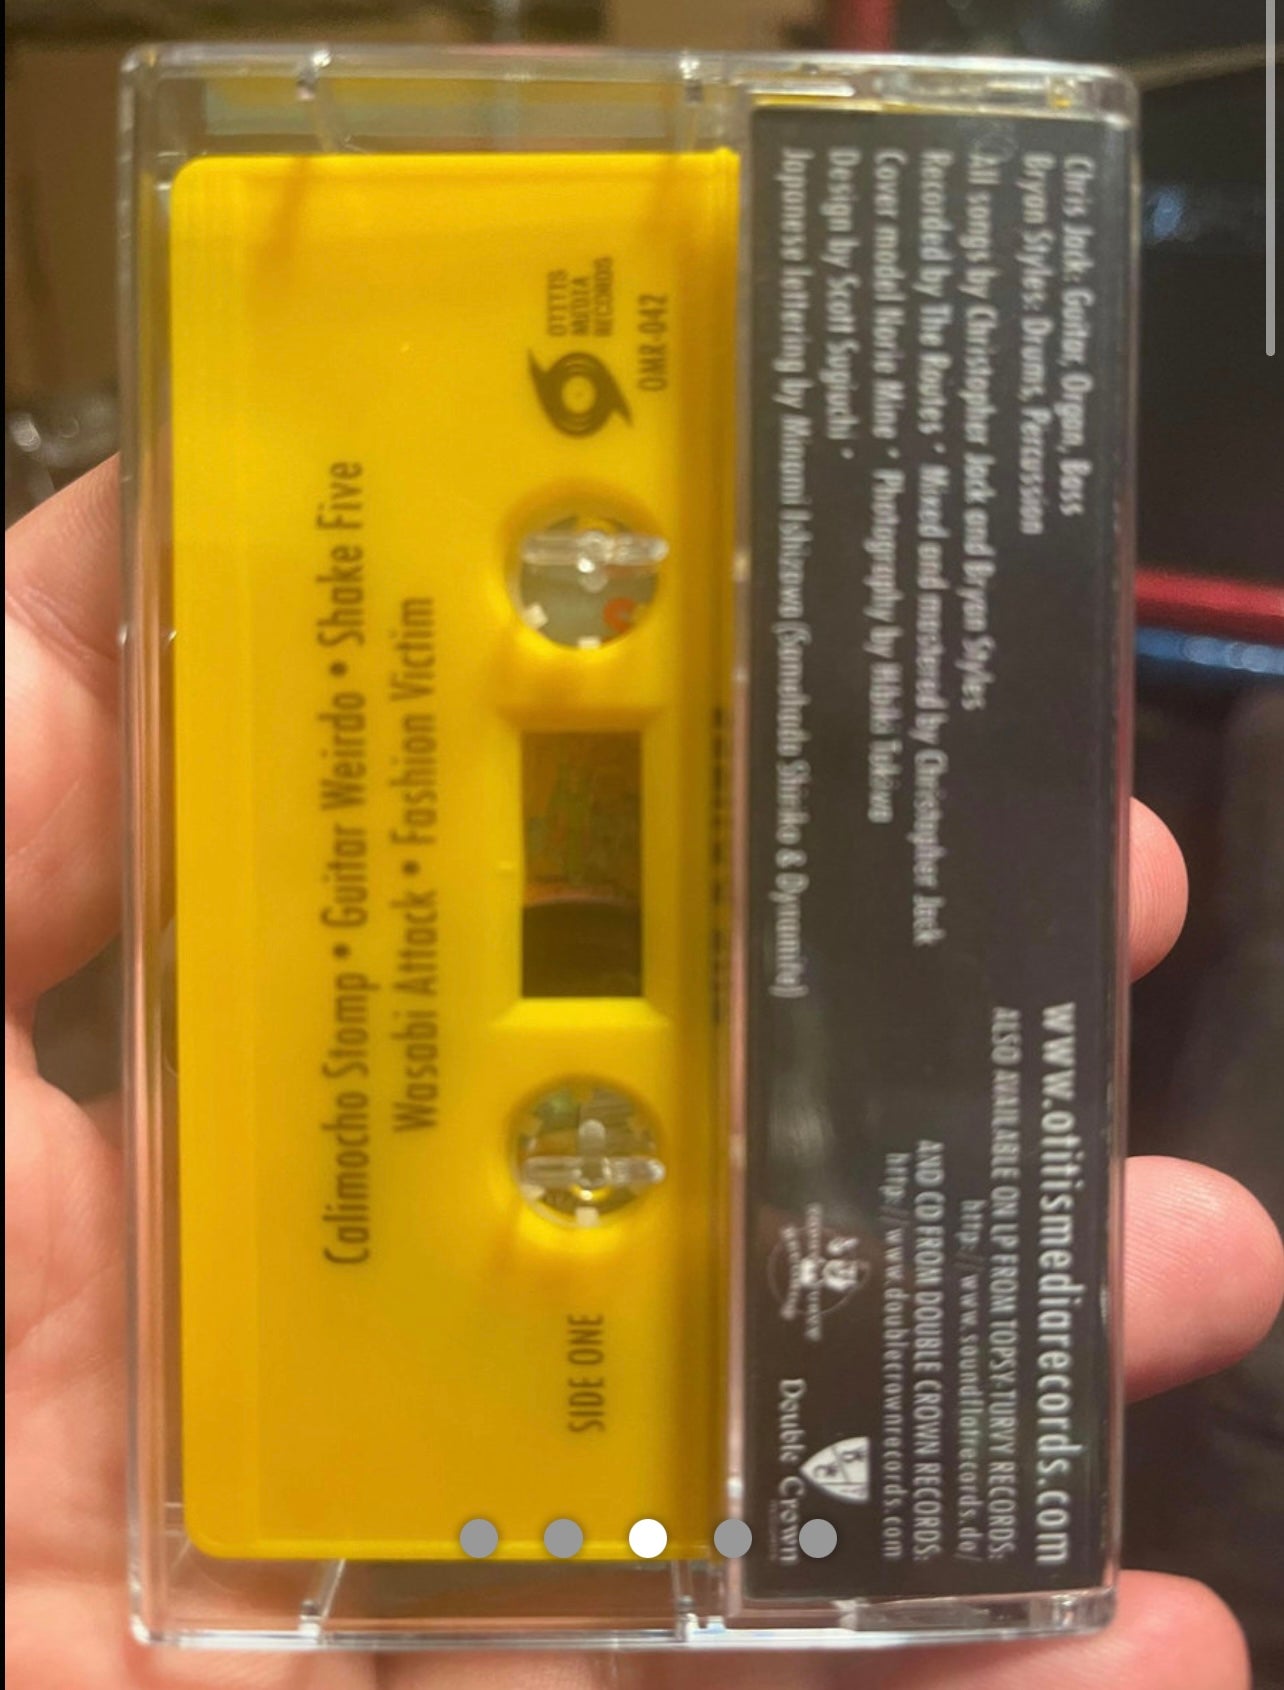 Calimocho Stomp • Guitar Weirdo • Shake Five
Wasabi Attack • Fashion Victim
SIDE ONE
OTITIS
MEDIA
RECORDS
OMR-042
Chris Jack: Guitar, Organ, Bass
Bryan Styles: Drums, Percussion
All songs by Christopher Jack and Bryan Styles
Recorded by The Routes • Mixed and mastered by Christopher Jack
Cover model Norie Mine • Photography by Hibiki Tokiwa
Design by Scott Sugiuchi •
Japanese lettering by Minami Ishizawa (Samehada Shiriko & Dynamite)
www.otitismediarecords.com
ALSO AVAILABLE ON LP FROM TOPSY-TURVY RECORDS:
http://www.soundflatrecords.de/
AND CD FROM DOUBLE CROWN RECORDS:
http://www.doublecrownrecords.com
Double Crown